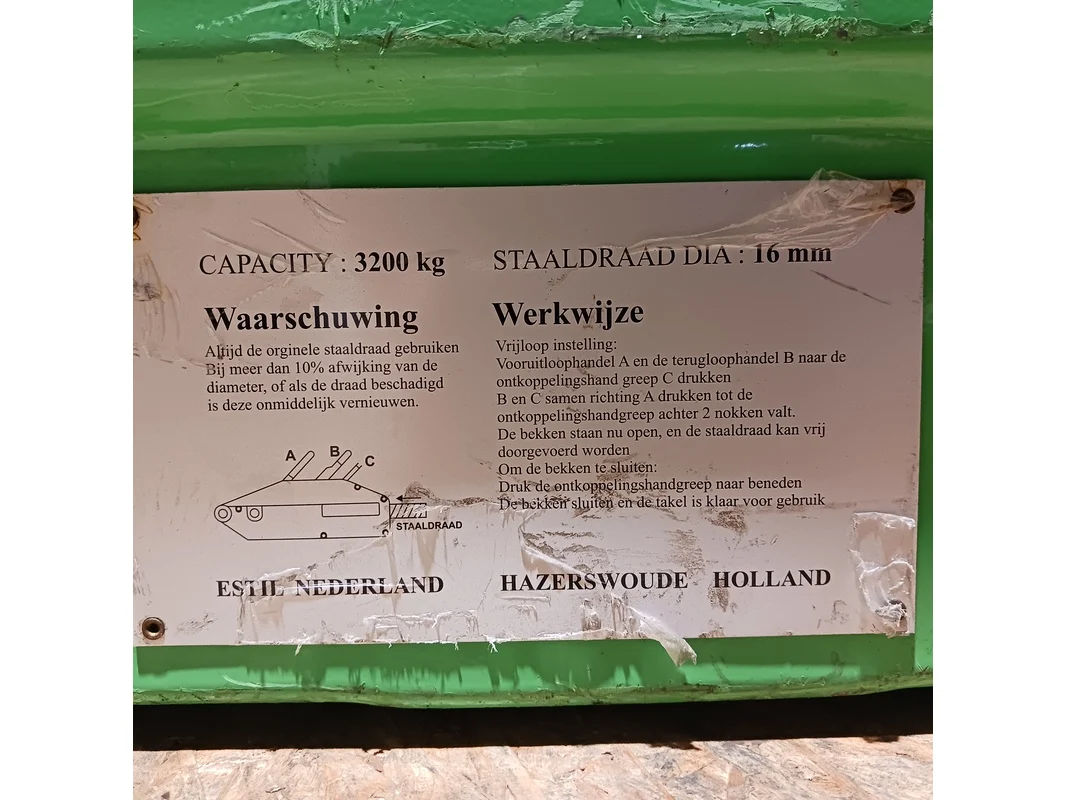 CAPACITY : 3200 kg
STAALDRAAD DIA : 16 mm
Waarschuwing
Altijd de orginele staaldraad gebruiken
Bij meer dan 10% afwijking van de
diameter, of als de draad beschadigd
is deze onmiddelijk vernieuwen.
A
B
C
STAALDRAAD
ESTIL NEDERLAND
Werkwijze
Vrijloop instelling:
Vooruitloophandel A en de terugloophandel B naar de
ontkoppelingshand greep C drukken
B en C samen richting A drukken tot de
ontkoppelingshandgreep achter 2 nokken valt.
De bekken staan nu open, en de staaldraad kan vrij
doorgevoerd worden
Om de bekken te sluiten:
Druk de ontkoppelingshandgreep naar beneden
De bekken sluiten en de takel is klaar voor gebruik
HAZERSWOUDE HOLLAND